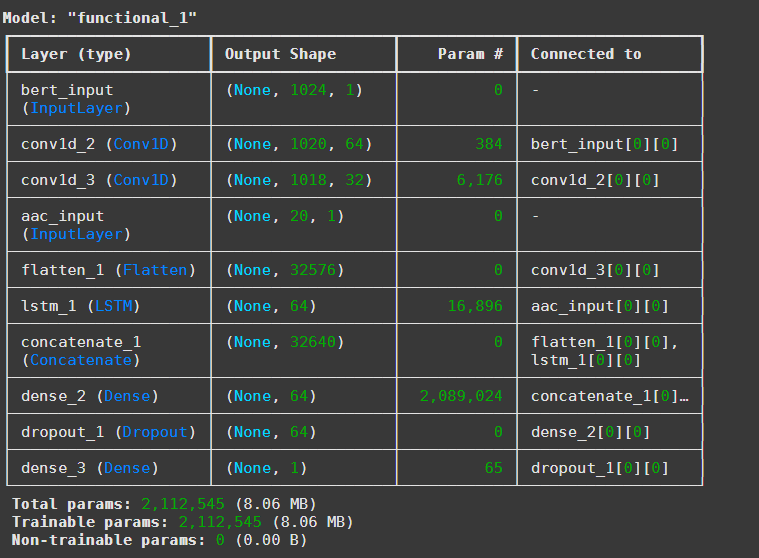 Model: "functional_1"
Layer (type) Output Shape Param # Connected to
bert_input (None, 1024, 1) 0 -
(InputLayer)
conv1d_2 (Conv1D) (None, 1020, 64) 384 bert_input[0][0]
conv1d_3 (Conv1D) (None, 1018, 32) 6,176 conv1d_2[0][0]
aac_input (None, 20, 1) 0 -
(InputLayer)
flatten_1 (Flatten) (None, 32576) 0 conv1d_3[0][0]
lstm_1 (LSTM) (None, 64) 16,896 aac_input[0][0]
concatenate_1 (None, 32640) 0 flatten_1[0][0],
(Concatenate) lstm_1[0][0]
dense_2 (Dense) (None, 64) 2,089,024 concatenate_1[0]…
dropout_1 (Dropout) (None, 64) 0 dense_2[0][0]
dense_3 (Dense) (None, 1) 65 dropout_1[0][0]
Total params: 2,112,545 (8.06 MB)
Trainable params: 2,112,545 (8.06 MB)
Non-trainable params: 0 (0.00 B)